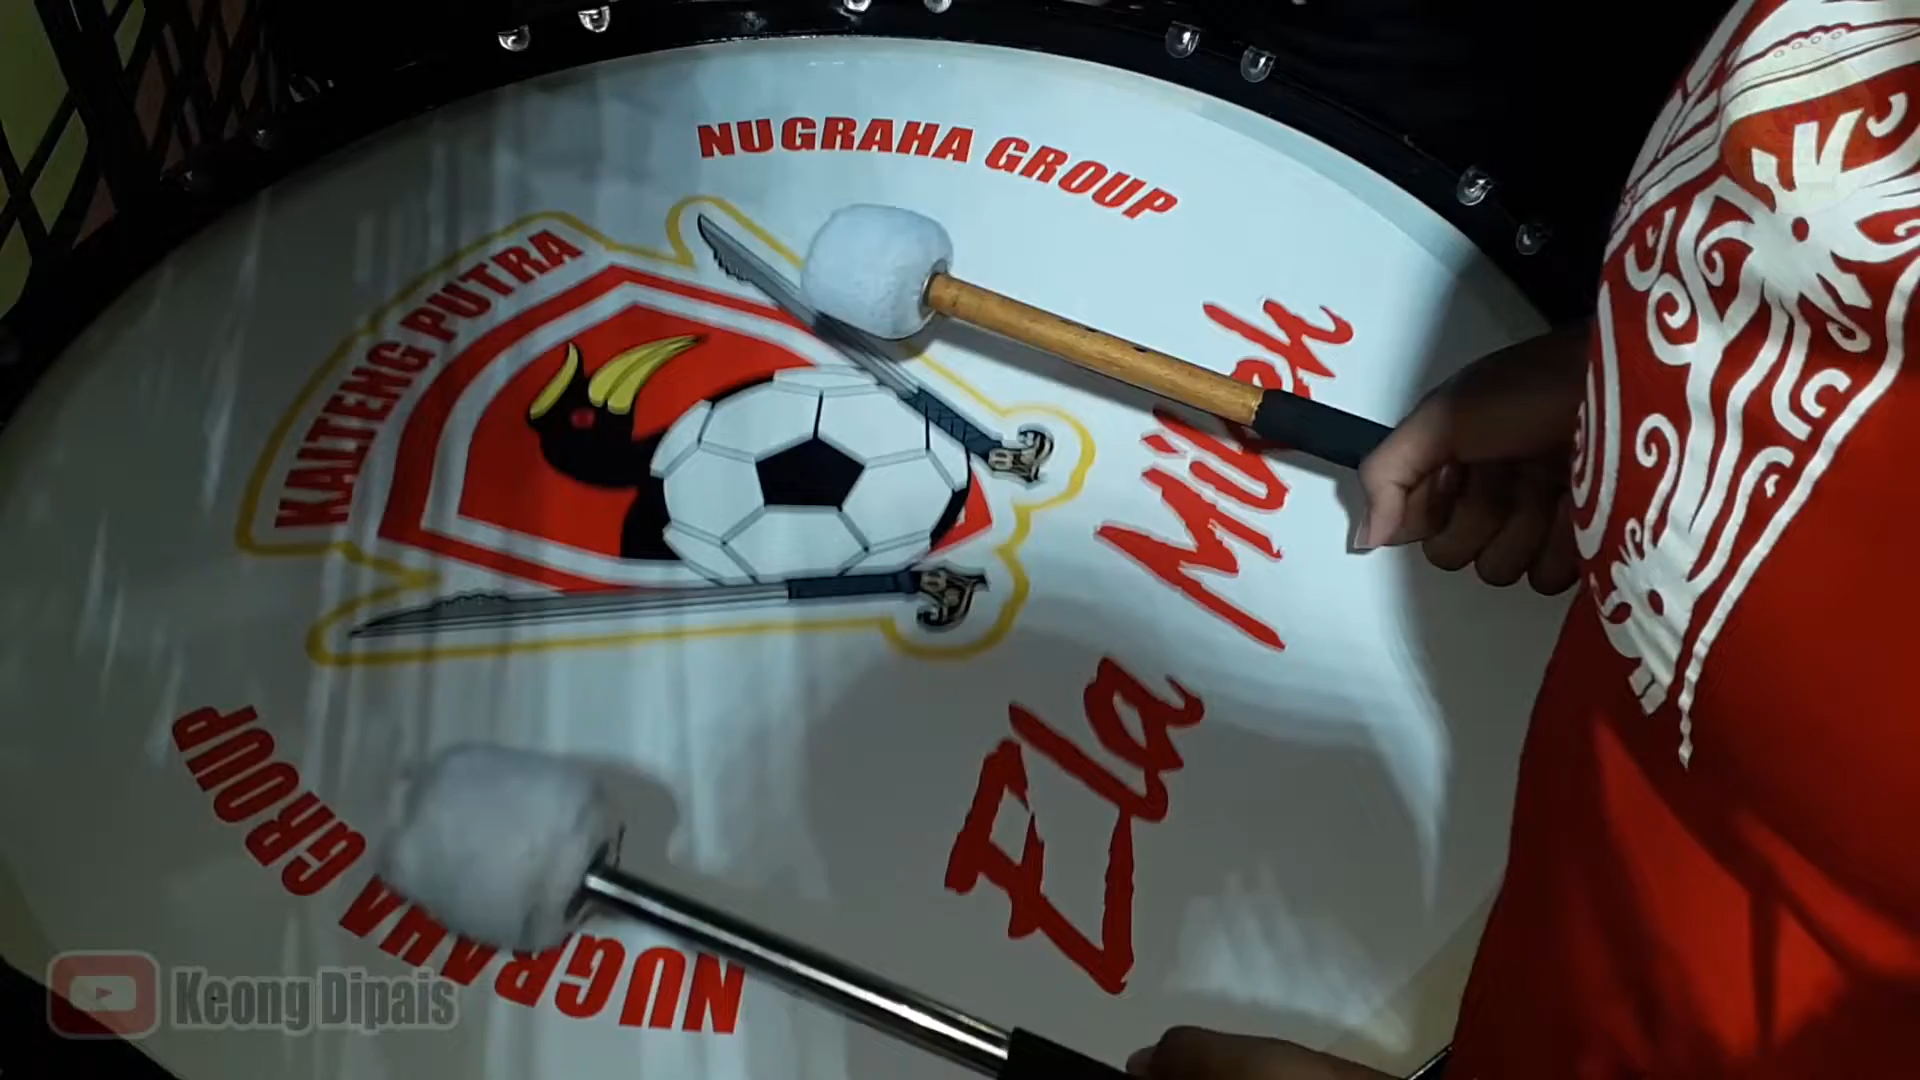 NUGRAHA GROUP
KALTENG PUTRA
Ela
NUGRAHA GROUP
Keong Dipais